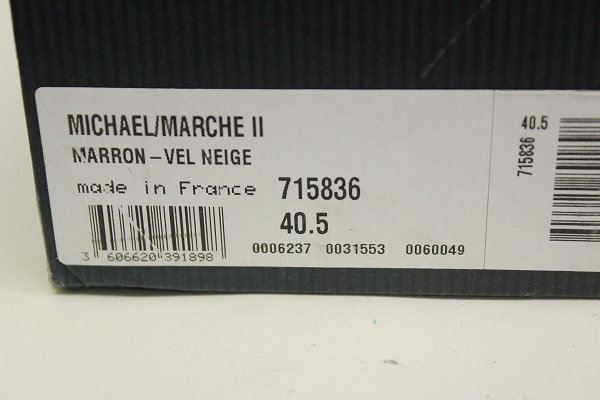 MICHAEL/MARCHE II
MARRON-VEL NEIGE
made in France 715836
40.5
3 606620 391898
0006237 0031553 0060049
40.5
715836